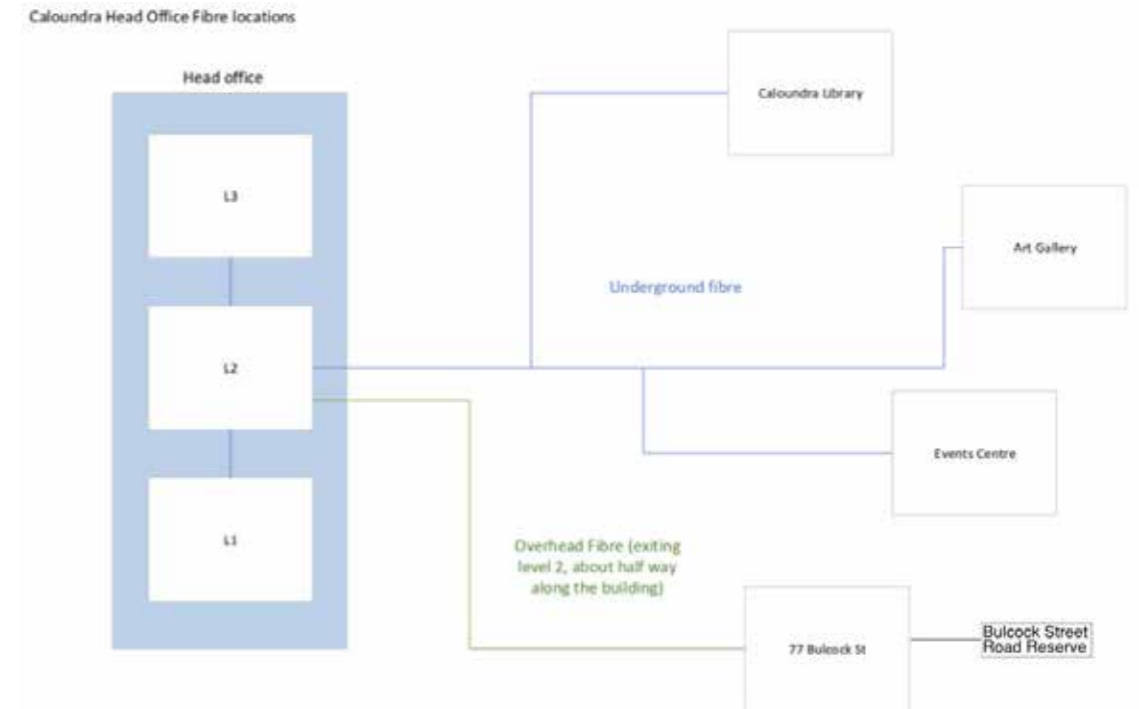 Caloundra Head Office Fibre locations
Head office
Caloundra Library
L3
Art Gallery
Underground fibre
L2
Events Centre
L1
Overhead Fibre (exiting
level 2, about half way
along the building)
77 Bulcock St
Bulcock Street
Road Reserve